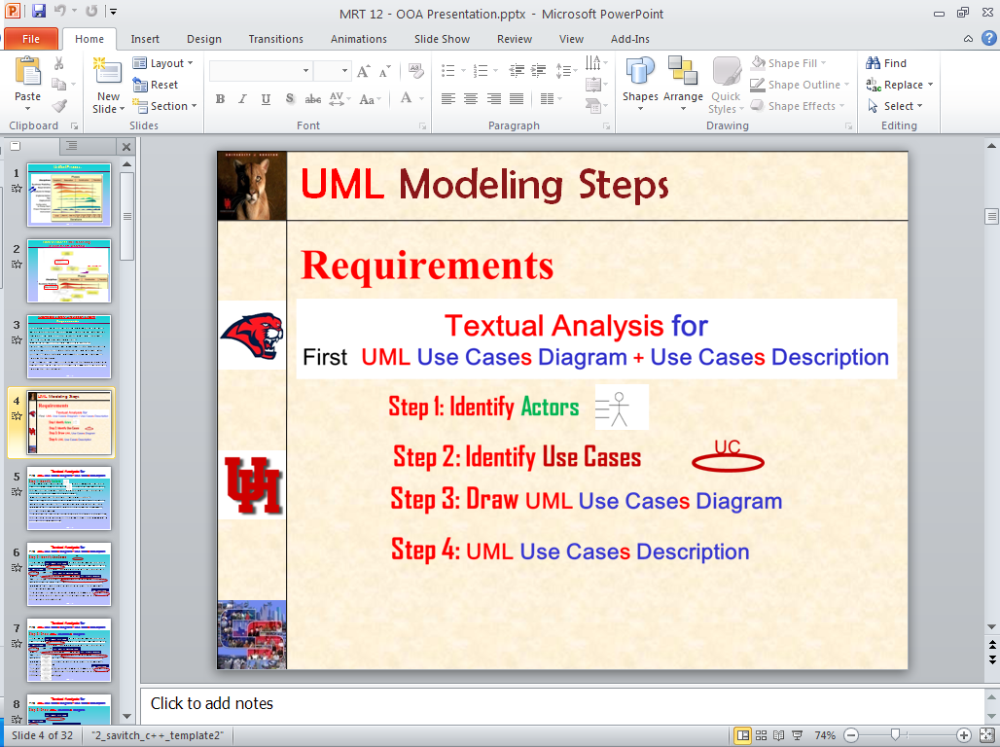 MRT 12 - OOA Presentation.pptx - Microsoft PowerPoint
File Home Insert Design Transitions Animations Slide Show Review View Add-Ins
Paste
New Slide
Layout
Reset
Section
B I U S abc AV Aa A
Shapes Arrange Quick Styles
Shape Fill
Shape Outline
Shape Effects
Find
Replace
Select
Clipboard Slides Font Paragraph Drawing Editing
1
2
3
4
5
6
7
8
UML Modeling Steps
Requirements
Textual Analysis for
First UML Use Cases Diagram + Use Cases Description
Step 1: Identify Actors
Step 2: Identify Use Cases UC
Step 3: Draw UML Use Cases Diagram
Step 4: UML Use Cases Description
Click to add notes
Slide 4 of 32 "2_savitch_c++_template2" 74%